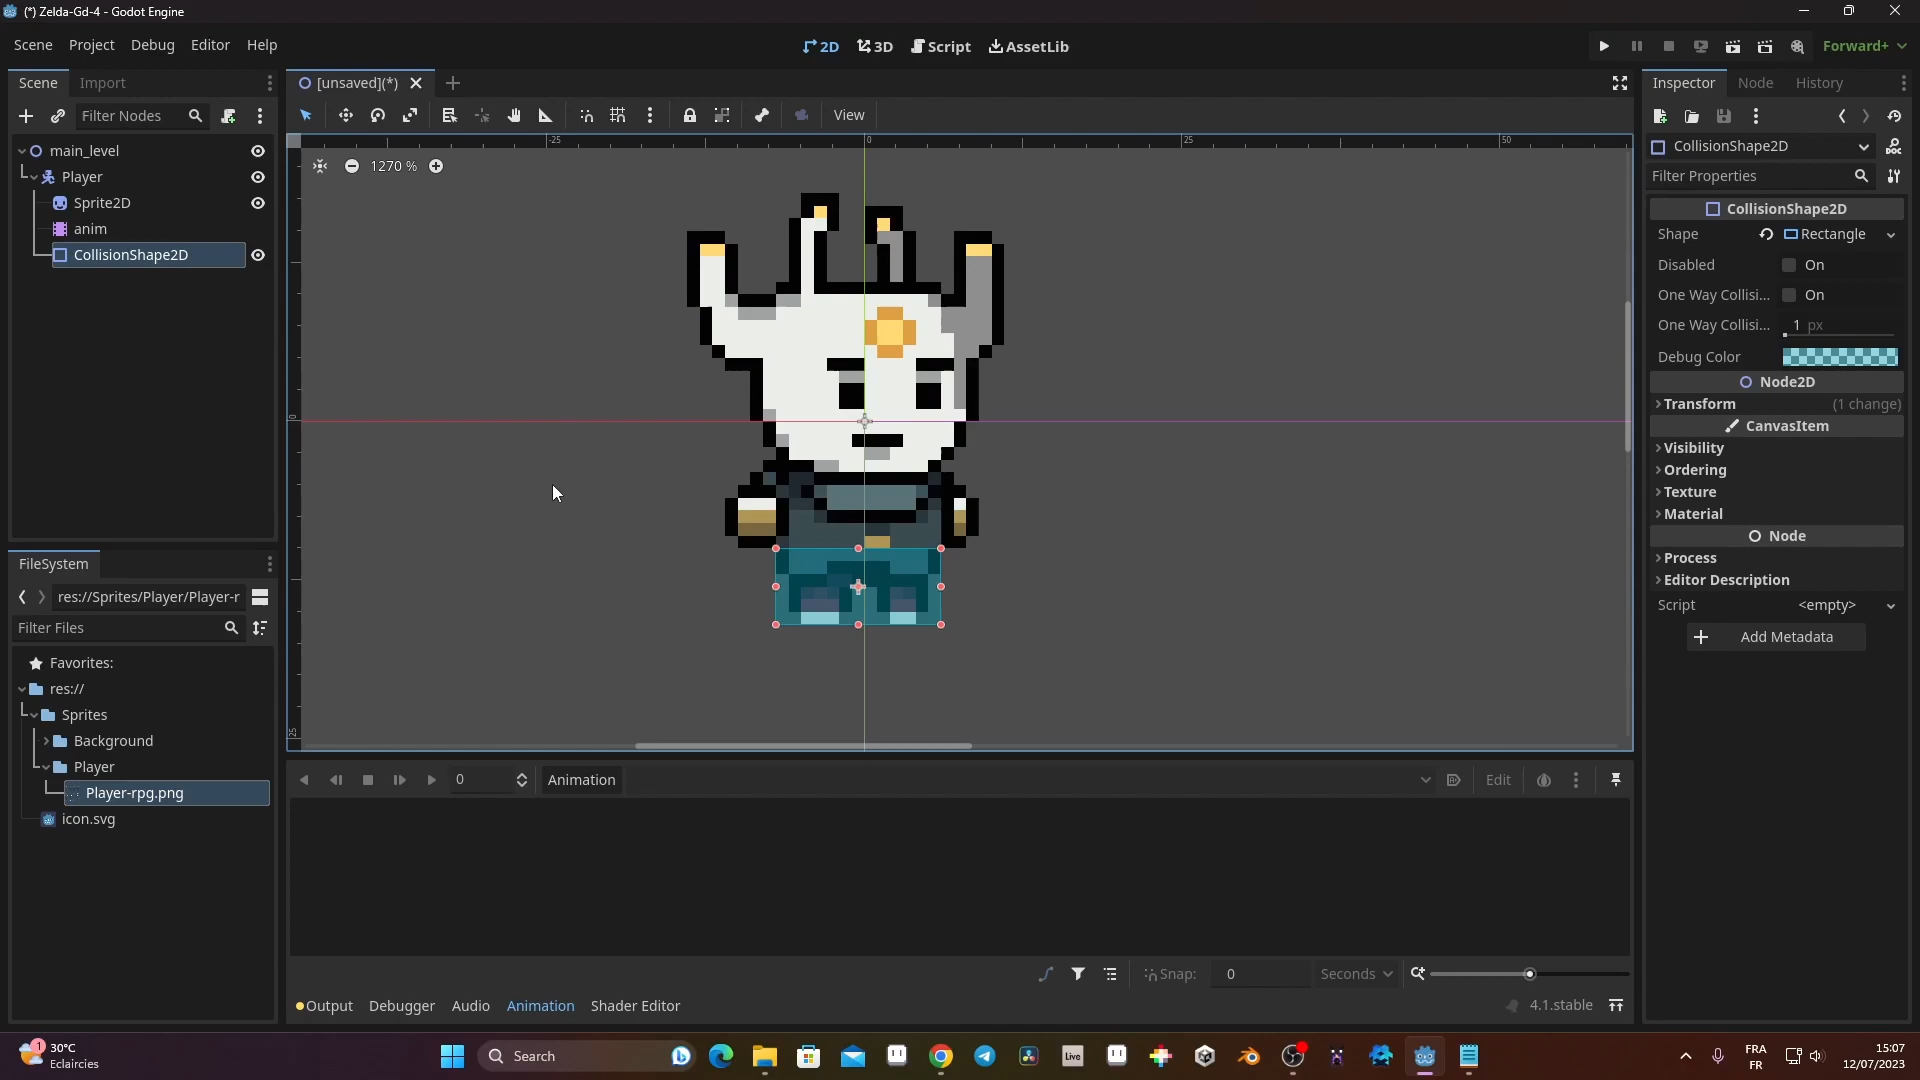 (*) Zelda-Gd-4 - Godot Engine
Scene Project Debug Editor Help
2D 3D Script AssetLib
Forward+
Scene Import
[unsaved](*)
Inspector Node History
Filter Nodes
View
main_level
Player
Sprite2D
anim
CollisionShape2D
-25 0 25 50
1270 %
0
25
CollisionShape2D
Filter Properties
CollisionShape2D
Shape Rectangle
Disabled On
One Way Collisi... On
One Way Collisi... 1 px
Debug Color
Node2D
Transform (1 change)
CanvasItem
Visibility
Ordering
Texture
Material
Node
Process
Editor Description
Script <empty>
Add Metadata
FileSystem
res://Sprites/Player/Player-r
Filter Files
Favorites:
res://
Sprites
Background
Player
Player-rpg.png
icon.svg
0 Animation Edit
Snap: 0 Seconds
Output Debugger Audio Animation Shader Editor
4.1.stable
1
30°C
Eclaircies
Search
Live
FRA
FR
15:07
12/07/2023